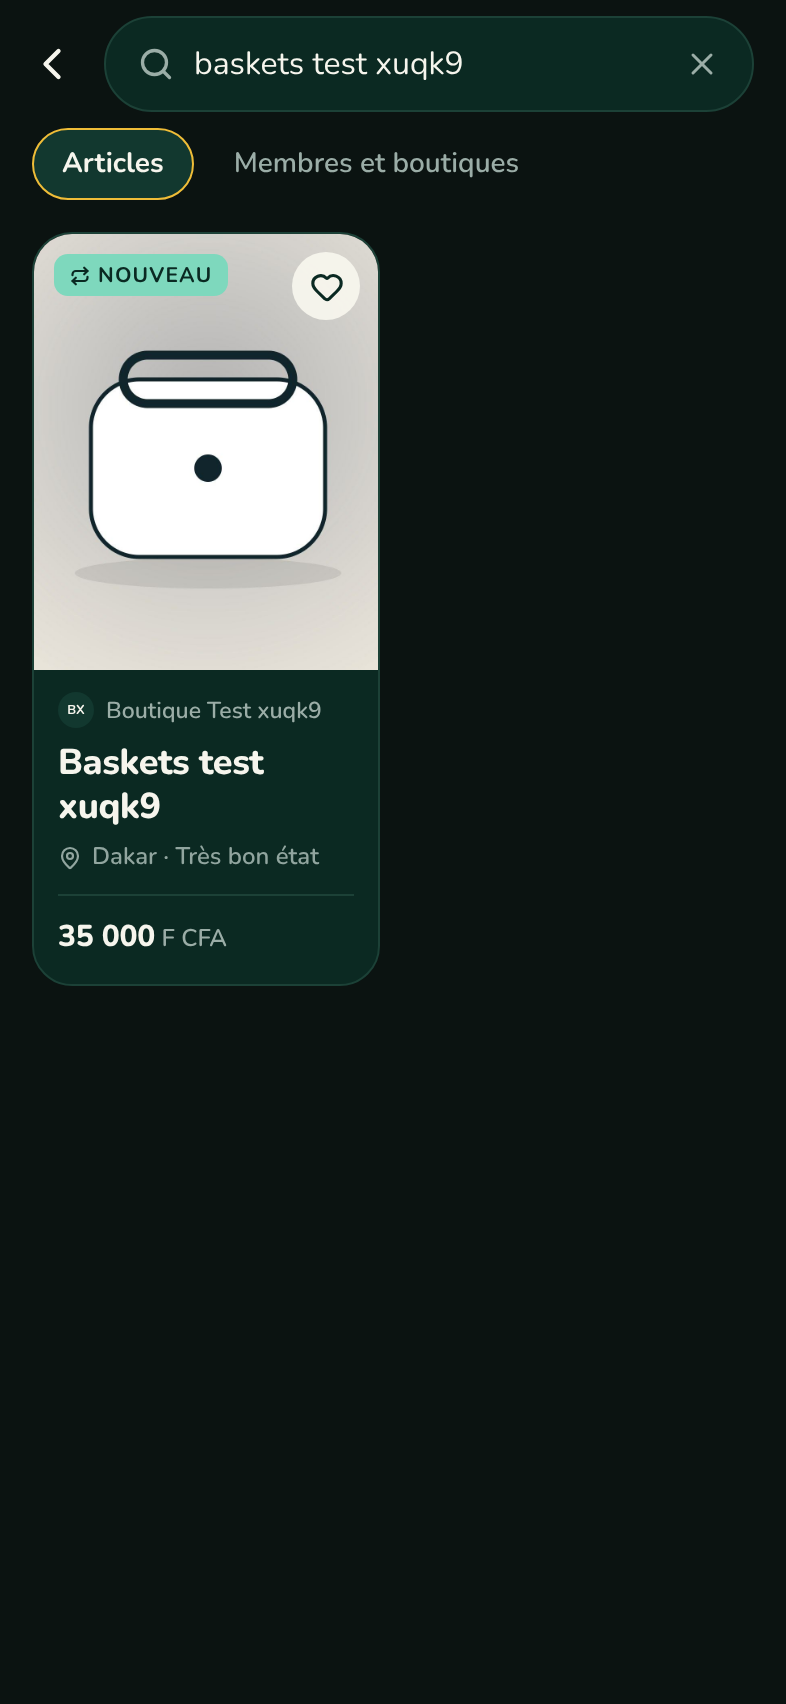 baskets test xuqk9
Articles
Membres et boutiques
NOUVEAU
BX
Boutique Test xuqk9
Baskets test
xuqk9
Dakar · Très bon état
35 000 F CFA